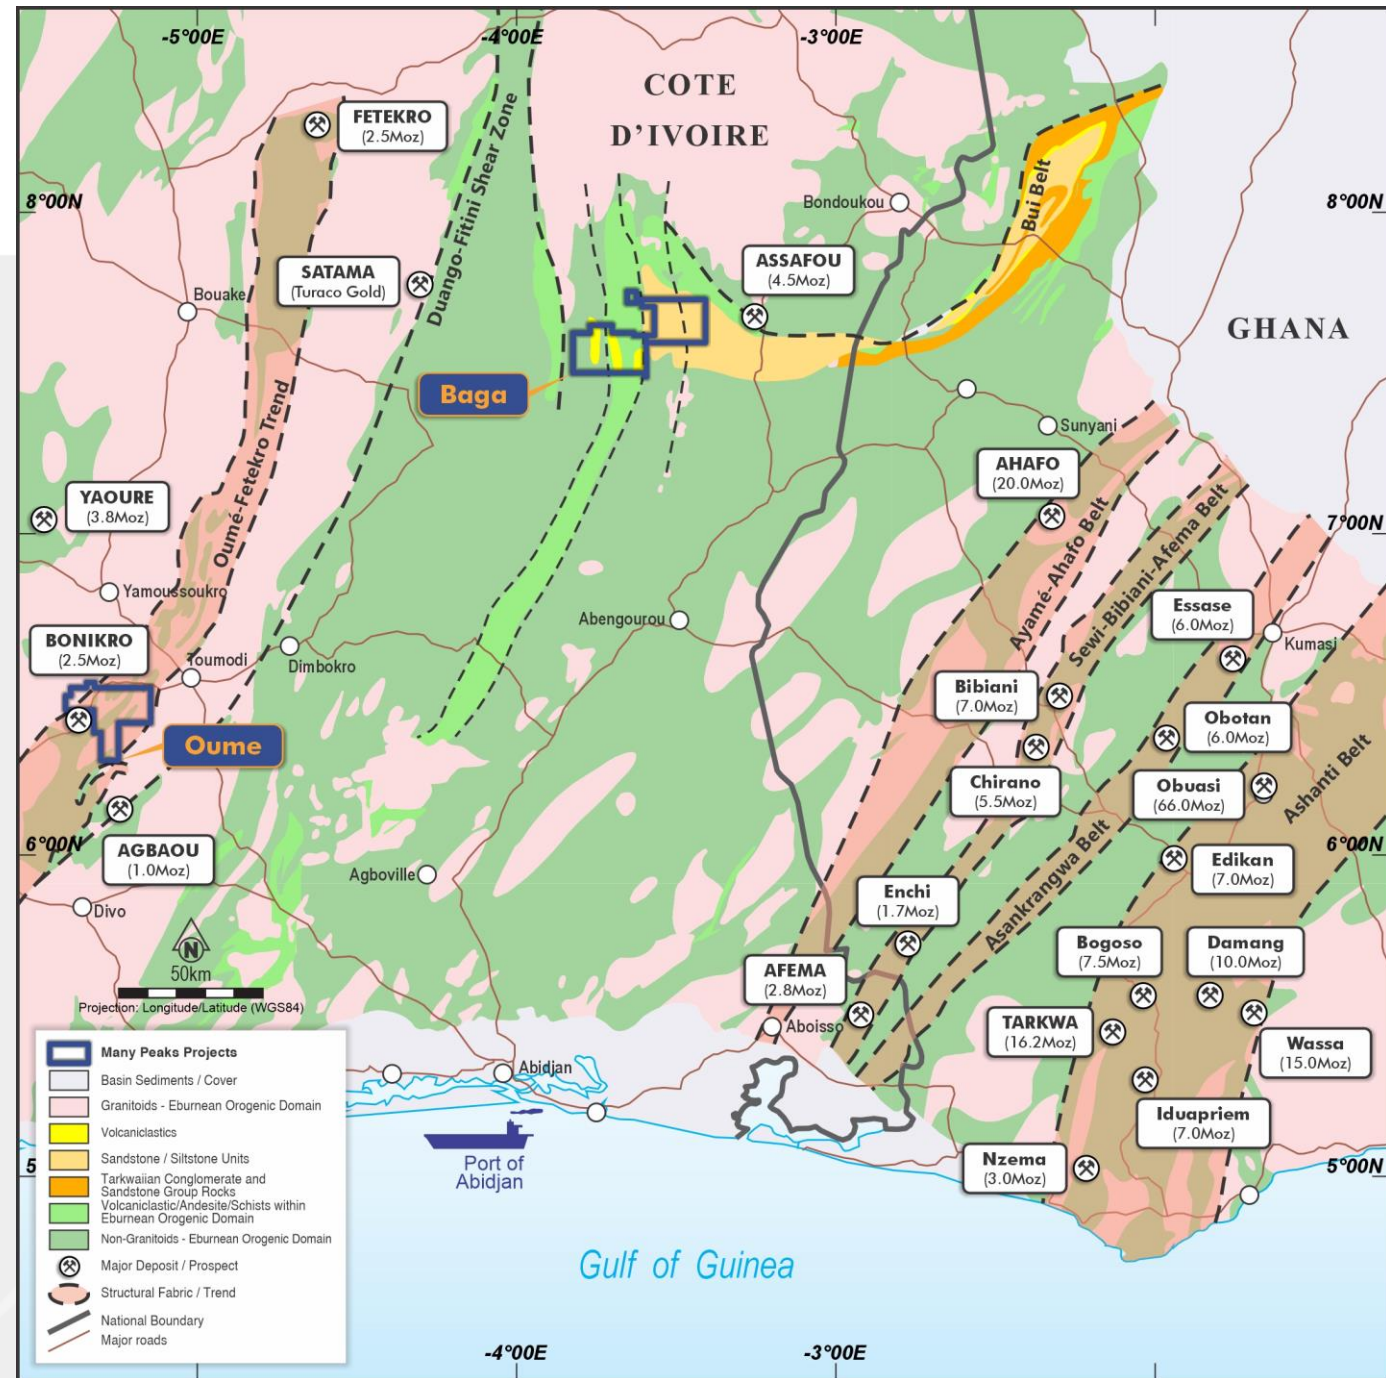 -5°00E
-4°00E
-3°00E
COTE
D'IVOIRE
FETEKRO
(2.5Moz)
Duango-Fitini Shear Zone
8°00N
Bondoukou
Bui Belt
8°00N
SATAMA
(Turaco Gold)
ASSAFOU
(4.5Moz)
Bouake
GHANA
Baga
Oumé-Fetekro Trend
Sunyani
AHAFO
(20.0Moz)
YAOURE
(3.8Moz)
7°00N
Ayamé-Ahafo Belt
Sewi-Bibiani-Afema Belt
Yamoussoukro
Essase
(6.0Moz)
Abengourou
Kumasi
BONIKRO
(2.5Moz)
Toumodi
Dimbokro
Bibiani
(7.0Moz)
Obotan
(6.0Moz)
Oume
Chirano
(5.5Moz)
Obuasi
(66.0Moz)
Ashanti Belt
6°00N
AGBAOU
(1.0Moz)
6°00N
Agboville
Asankrangwa Belt
Edikan
(7.0Moz)
Divo
Enchi
(1.7Moz)
N
50km
Projection: Longitude/Latitude (WGS84)
Bogoso
(7.5Moz)
Damang
(10.0Moz)
AFEMA
(2.8Moz)
Aboisso
TARKWA
(16.2Moz)
Wassa
(15.0Moz)
Abidjan
Iduapriem
(7.0Moz)
Port of
Abidjan
Nzema
(3.0Moz)
5
5°00N
Gulf of Guinea
Many Peaks Projects
Basin Sediments / Cover
Granitoids - Eburnean Orogenic Domain
Volcaniclastics
Sandstone / Siltstone Units
Tarkwaiian Conglomerate and
Sandstone Group Rocks
Volcaniclastic/Andesite/Schists within
Eburnean Orogenic Domain
Non-Granitoids - Eburnean Orogenic Domain
Major Deposit / Prospect
Structural Fabric / Trend
National Boundary
Major roads
-4°00E
-3°00E